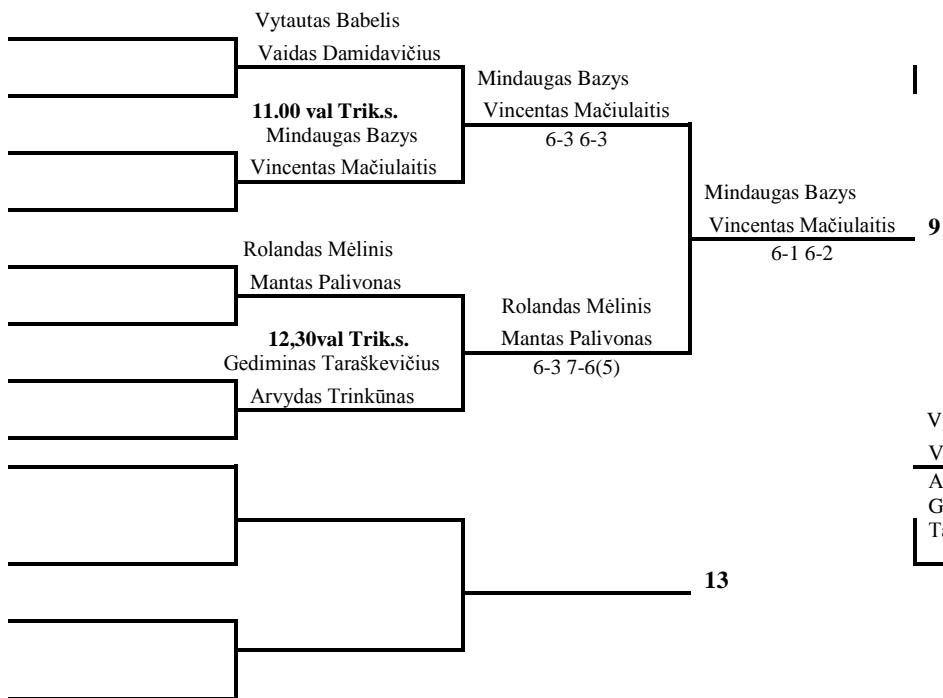 Vytautas Babelis
Vaidas Damidavičius
Mindaugas Bazys
11.00 val Trik.s.
Vincentas Mačiulaitis
Mindaugas Bazys
6-3 6-3
Vincentas Mačiulaitis
Mindaugas Bazys
Vincentas Mačiulaitis
9
6-1 6-2
Rolandas Mėlinis
Mantas Palivonas
Rolandas Mėlinis
12,30val Trik.s.
Mantas Palivonas
Gediminas Taraškevičius
6-3 7-6(5)
Arvydas Trinkūnas
V
V
A
G
Ta
13